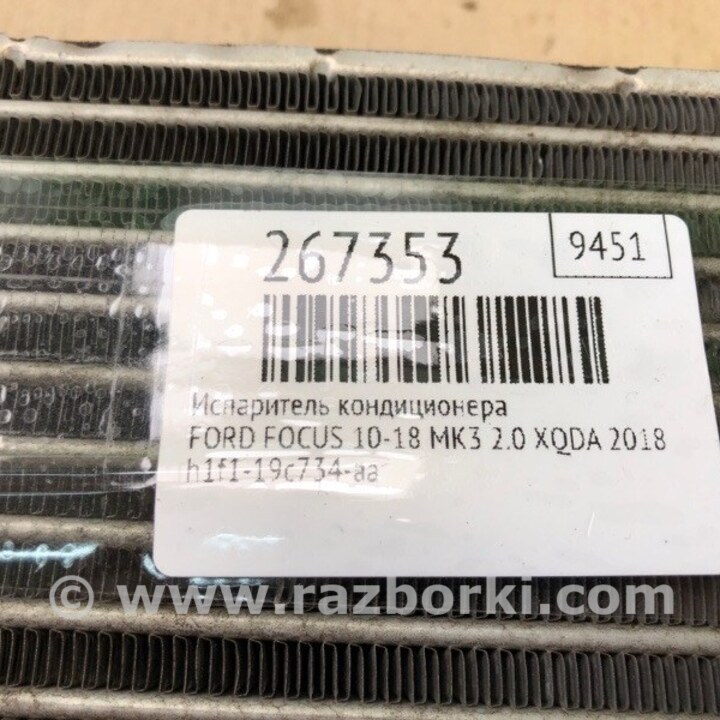 267353
9451
Испаритель кондиционера
FORD FOCUS 10-18 MK3 2.0 XQDA 2018
h1f1-19c734-aa
© www.razborki.com